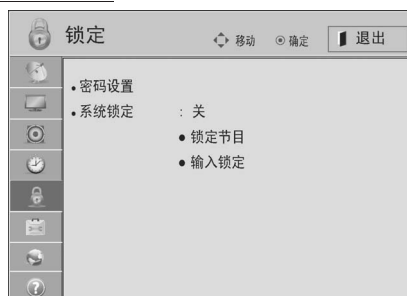 锁定 移动 确定 退出
• 密码设置
• 系统锁定 : 关
● 锁定节目
● 输入锁定
?